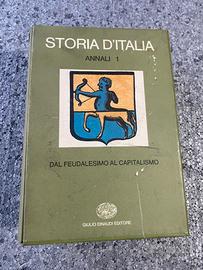 STORIA D'ITALIA
ANNALI 1
DAL FEUDALESIMO AL CAPITALISMO
GIULIO EINAUDI EDITORE